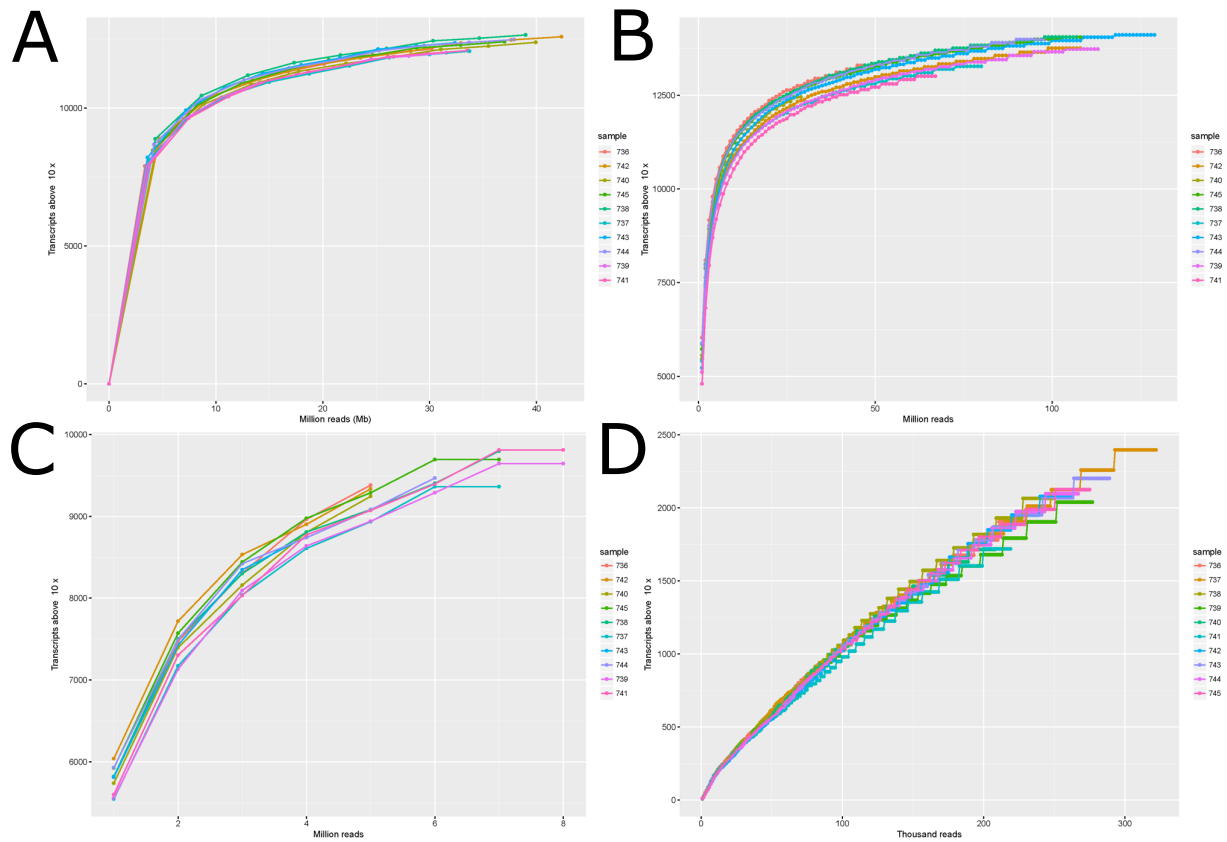 A
Transcripts above 10 x
10000
5000
0
0 10 20 30 40
Million reads (Mb)
sample
736
742
740
745
738
737
743
744
739
741
B
Transcripts above 10 x
12500
10000
7500
5000
0 50 100
Million reads
sample
736
742
740
745
738
737
743
744
739
741
C
Transcripts above 10 x
10000
9000
8000
7000
6000
2 4 6 8
Million reads
sample
736
742
740
745
738
737
743
744
739
741
D
Transcripts above 10 x
2500
2000
1500
1000
500
0
0 100 200 300
Thousand reads
sample
736
737
738
739
740
741
742
743
744
745